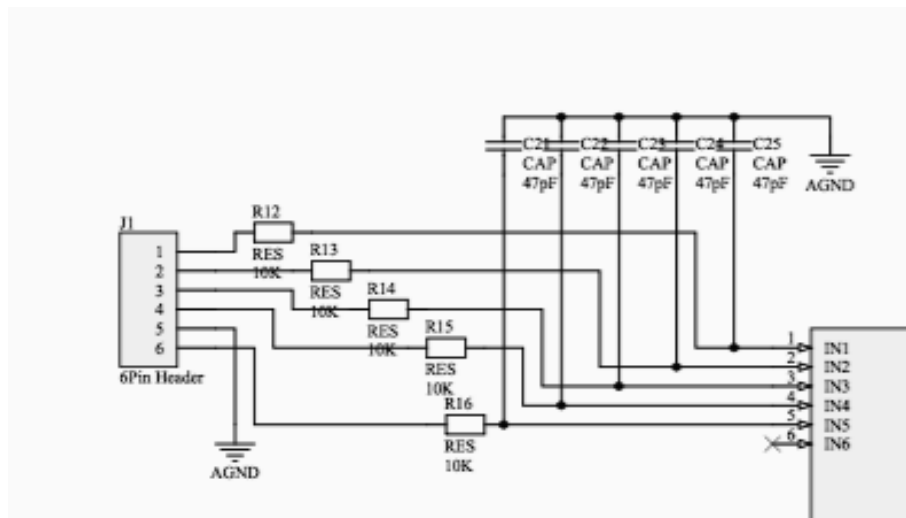 C21
CAP
47pF
C22
CAP
47pF
C23
CAP
47pF
C24
CAP
47pF
C25
CAP
47pF
AGND
J1
1
2
3
4
5
6
6Pin Header
R12
RES
10K
R13
RES
10K
R14
RES
10K
R15
RES
10K
R16
RES
10K
AGND
1
IN1
2
IN2
3
IN3
4
IN4
5
IN5
6
IN6